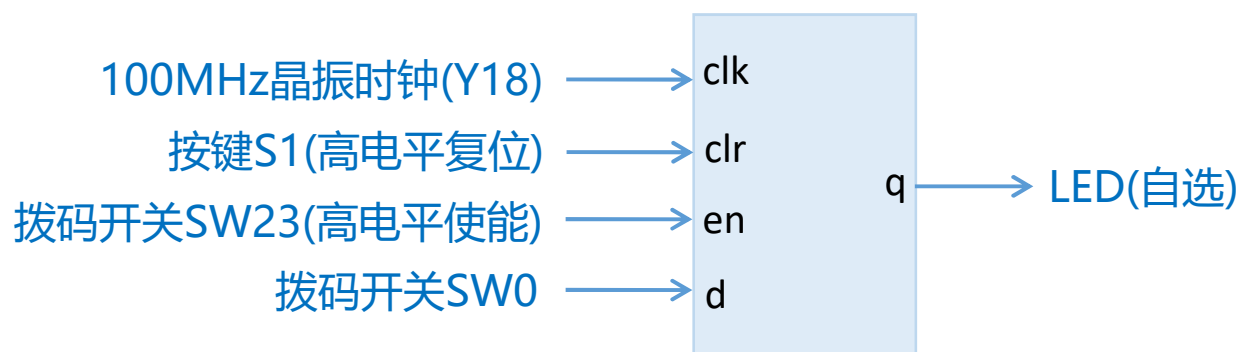 100MHz晶振时钟(Y18)
clk
按键S1(高电平复位)
clr
q
LED(自选)
拨码开关SW23(高电平使能)
en
拨码开关SW0
d